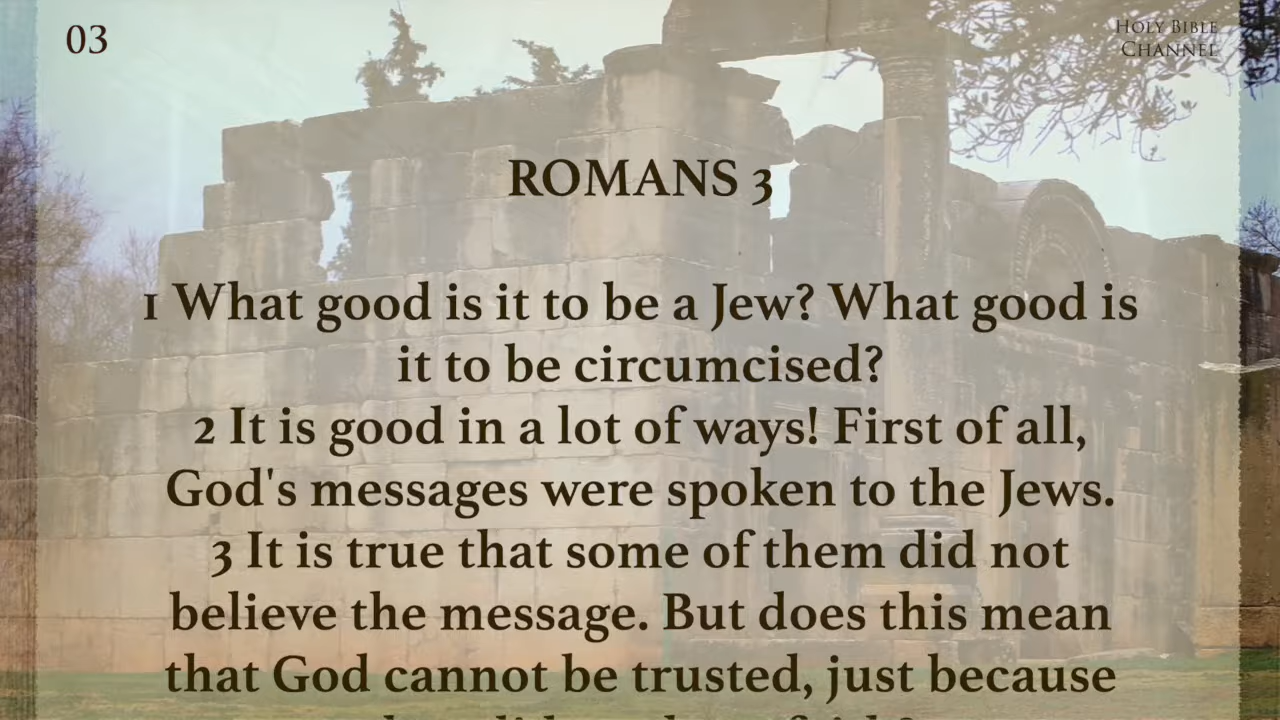 03
HOLY BIBLE
CHANNEL
ROMANS 3
1 What good is it to be a Jew? What good is
it to be circumcised?
2 It is good in a lot of ways! First of all,
God's messages were spoken to the Jews.
3 It is true that some of them did not
believe the message. But does this mean
that God cannot be trusted, just because